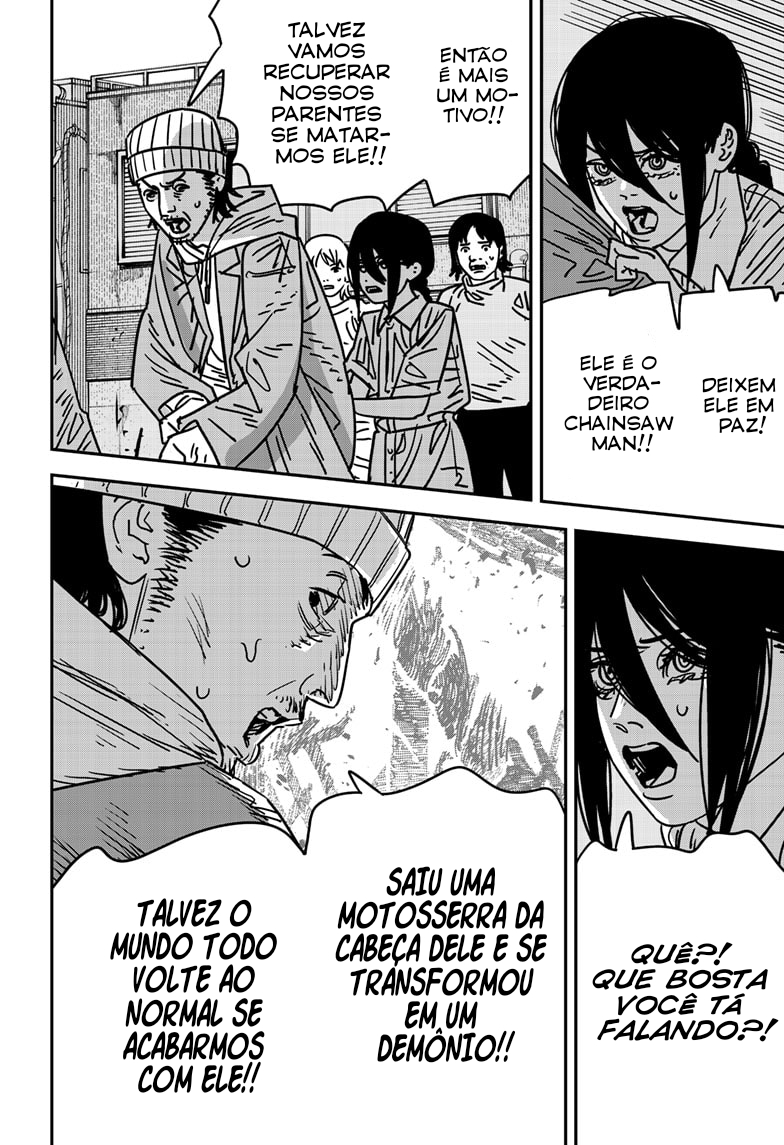 DEIXEM
ELE EM
PAZ!
ELE É O
VERDA-
DEIRO
CHAINSAW
MAN!!
ENTÃO
É MAIS
UM MO-
TIVO!!
TALVEZ
VAMOS
RECUPERAR
NOSSOS
PARENTES
SE MATAR-
MOS ELE!!
QUÊ?!
QUE BOSTA
VOCÊ TÁ
FALANDO?!
SAIU UMA
MOTOSSERRA DA
CABEÇA DELE E SE
TRANSFORMOU
EM UM
DEMÔNIO!!
TALVEZ O
MUNDO TODO
VOLTE AO
NORMAL SE
ACABARMOS
COM ELE!!